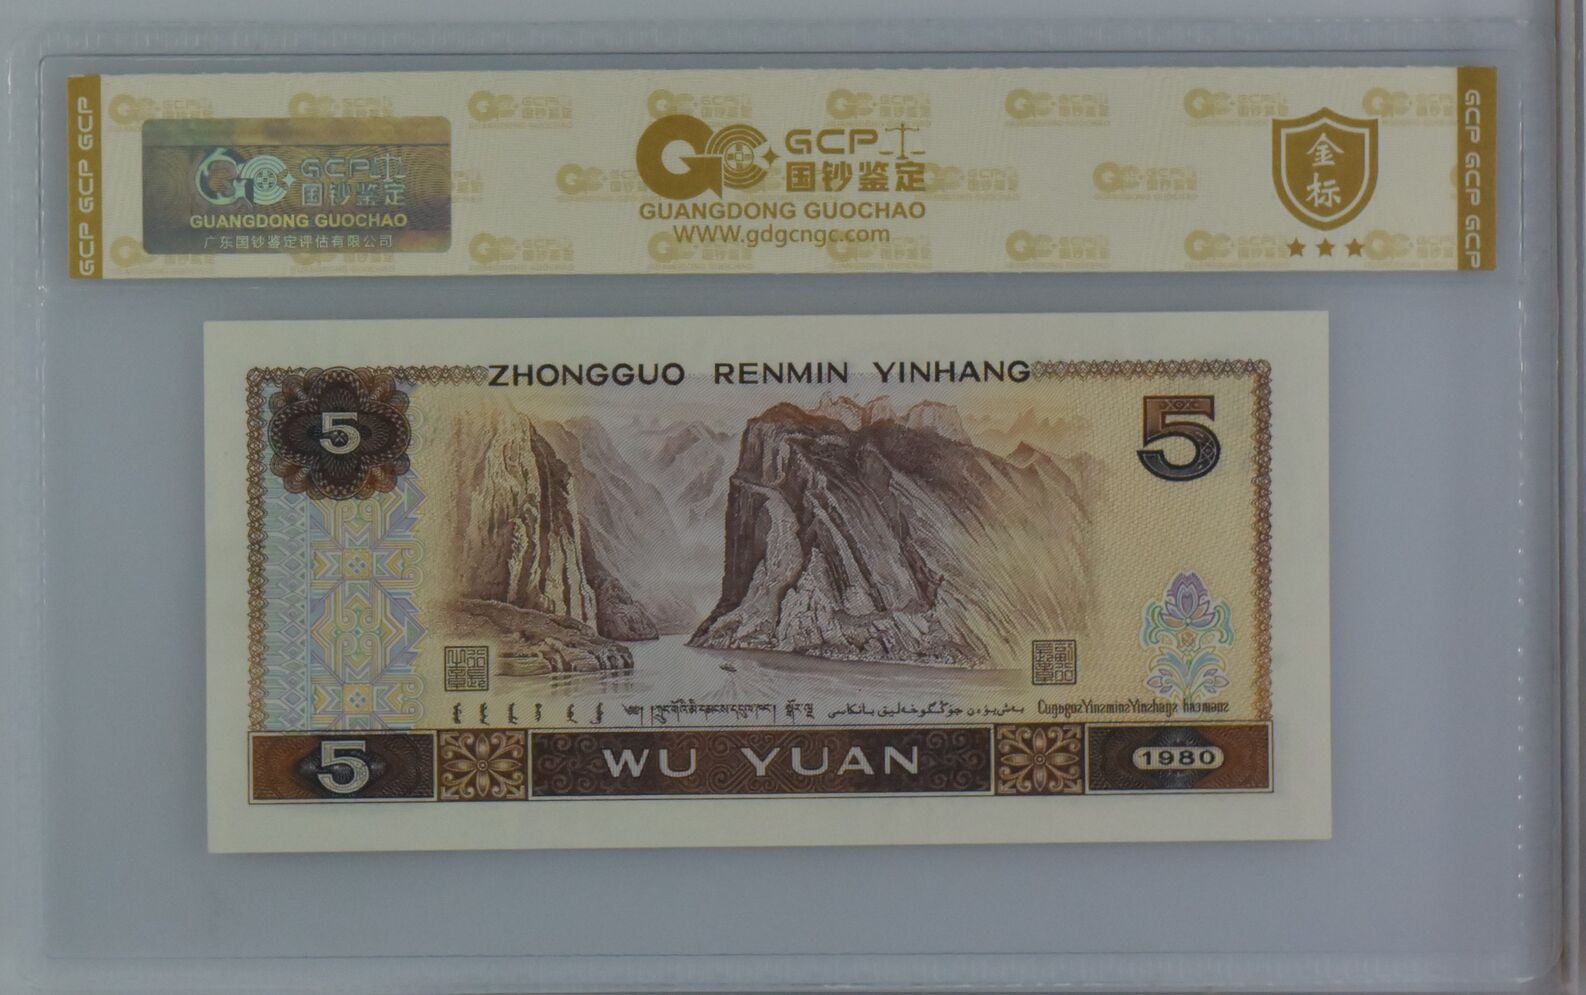 GCP
国钞鉴定
GUANGDONG GUOCHAO
广东国钞鉴定评估有限公司
GCP
国钞鉴定
GUANGDONG GUOCHAO
WWW.gdgcngc.com
金标
GCP GCP GCP
GCP GCP GCP
ZHONGGUO RENMIN YINHANG
5
5
5
WU YUAN
1980